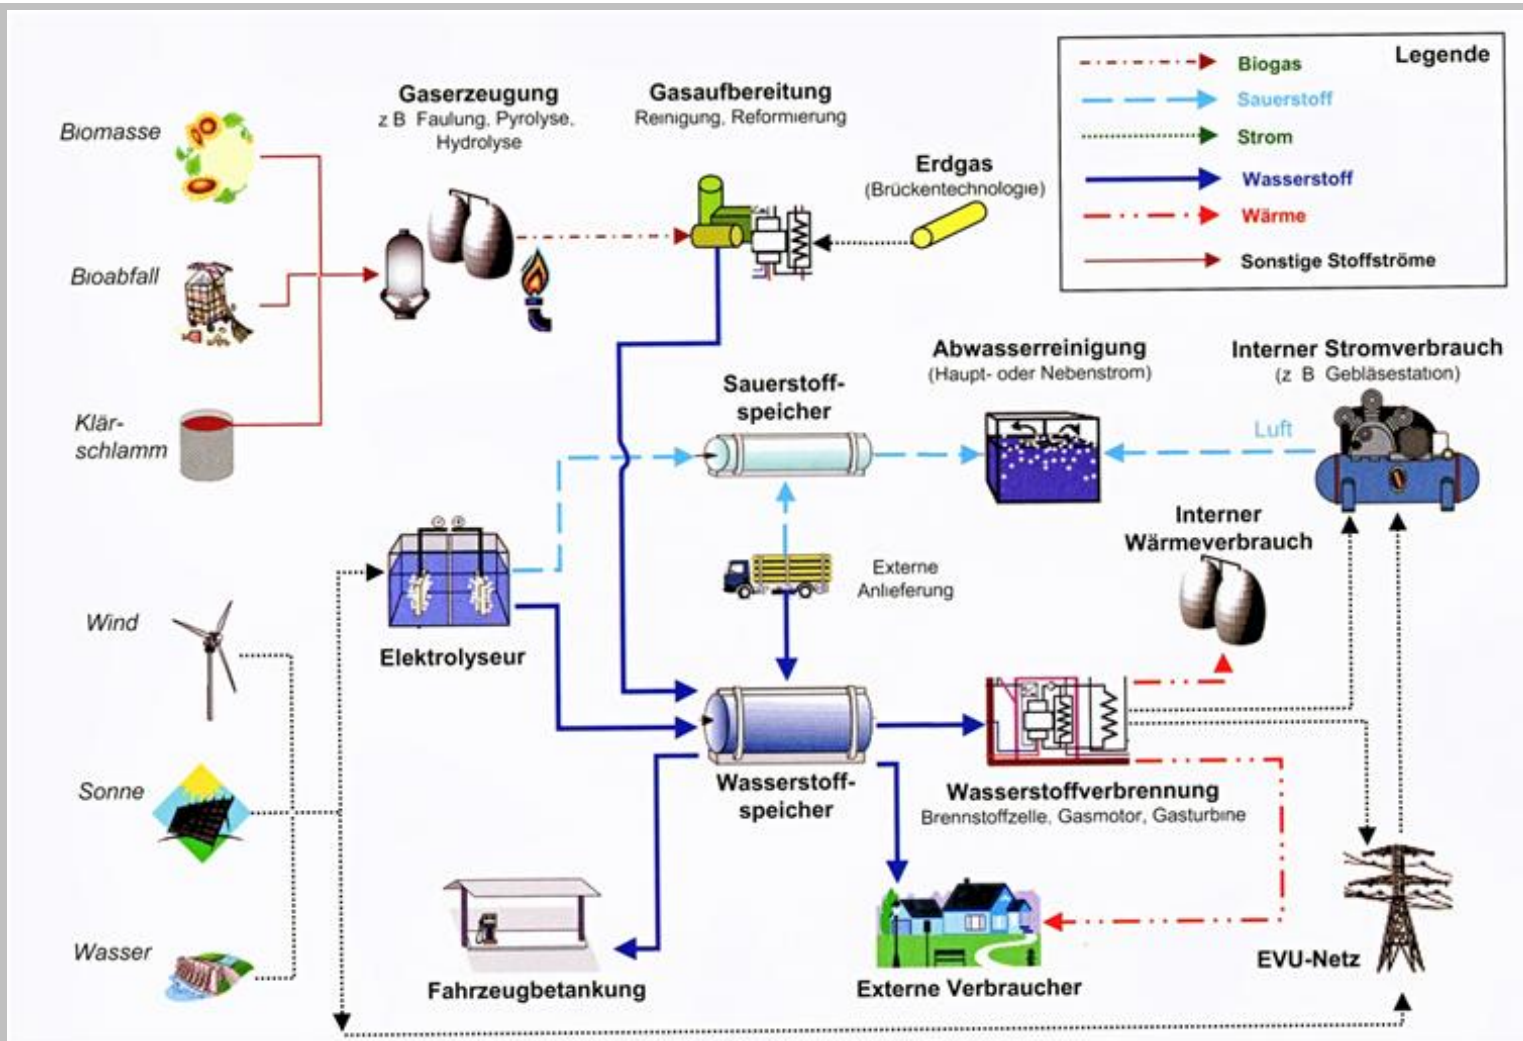 Legende
Biogas
Sauerstoff
Strom
Wasserstoff
Wärme
Sonstige Stoffströme
Gaserzeugung
z B Faulung, Pyrolyse,
Hydrolyse
Gasaufbereitung
Reinigung, Reformierung
Erdgas
(Brückentechnologie)
Biomasse
Bioabfall
Klär-
schlamm
Sauerstoff-
speicher
Abwasserreinigung
(Haupt- oder Nebenstrom)
Interner Stromverbrauch
(z B Gebläsestation)
Luft
Interner
Wärmeverbrauch
Externe
Anlieferung
Elektrolyseur
Wind
Sonne
Wasser
Wasserstoff-
speicher
Wasserstoffverbrennung
Brennstoffzelle, Gasmotor, Gasturbine
Fahrzeugbetankung
Externe Verbraucher
EVU-Netz